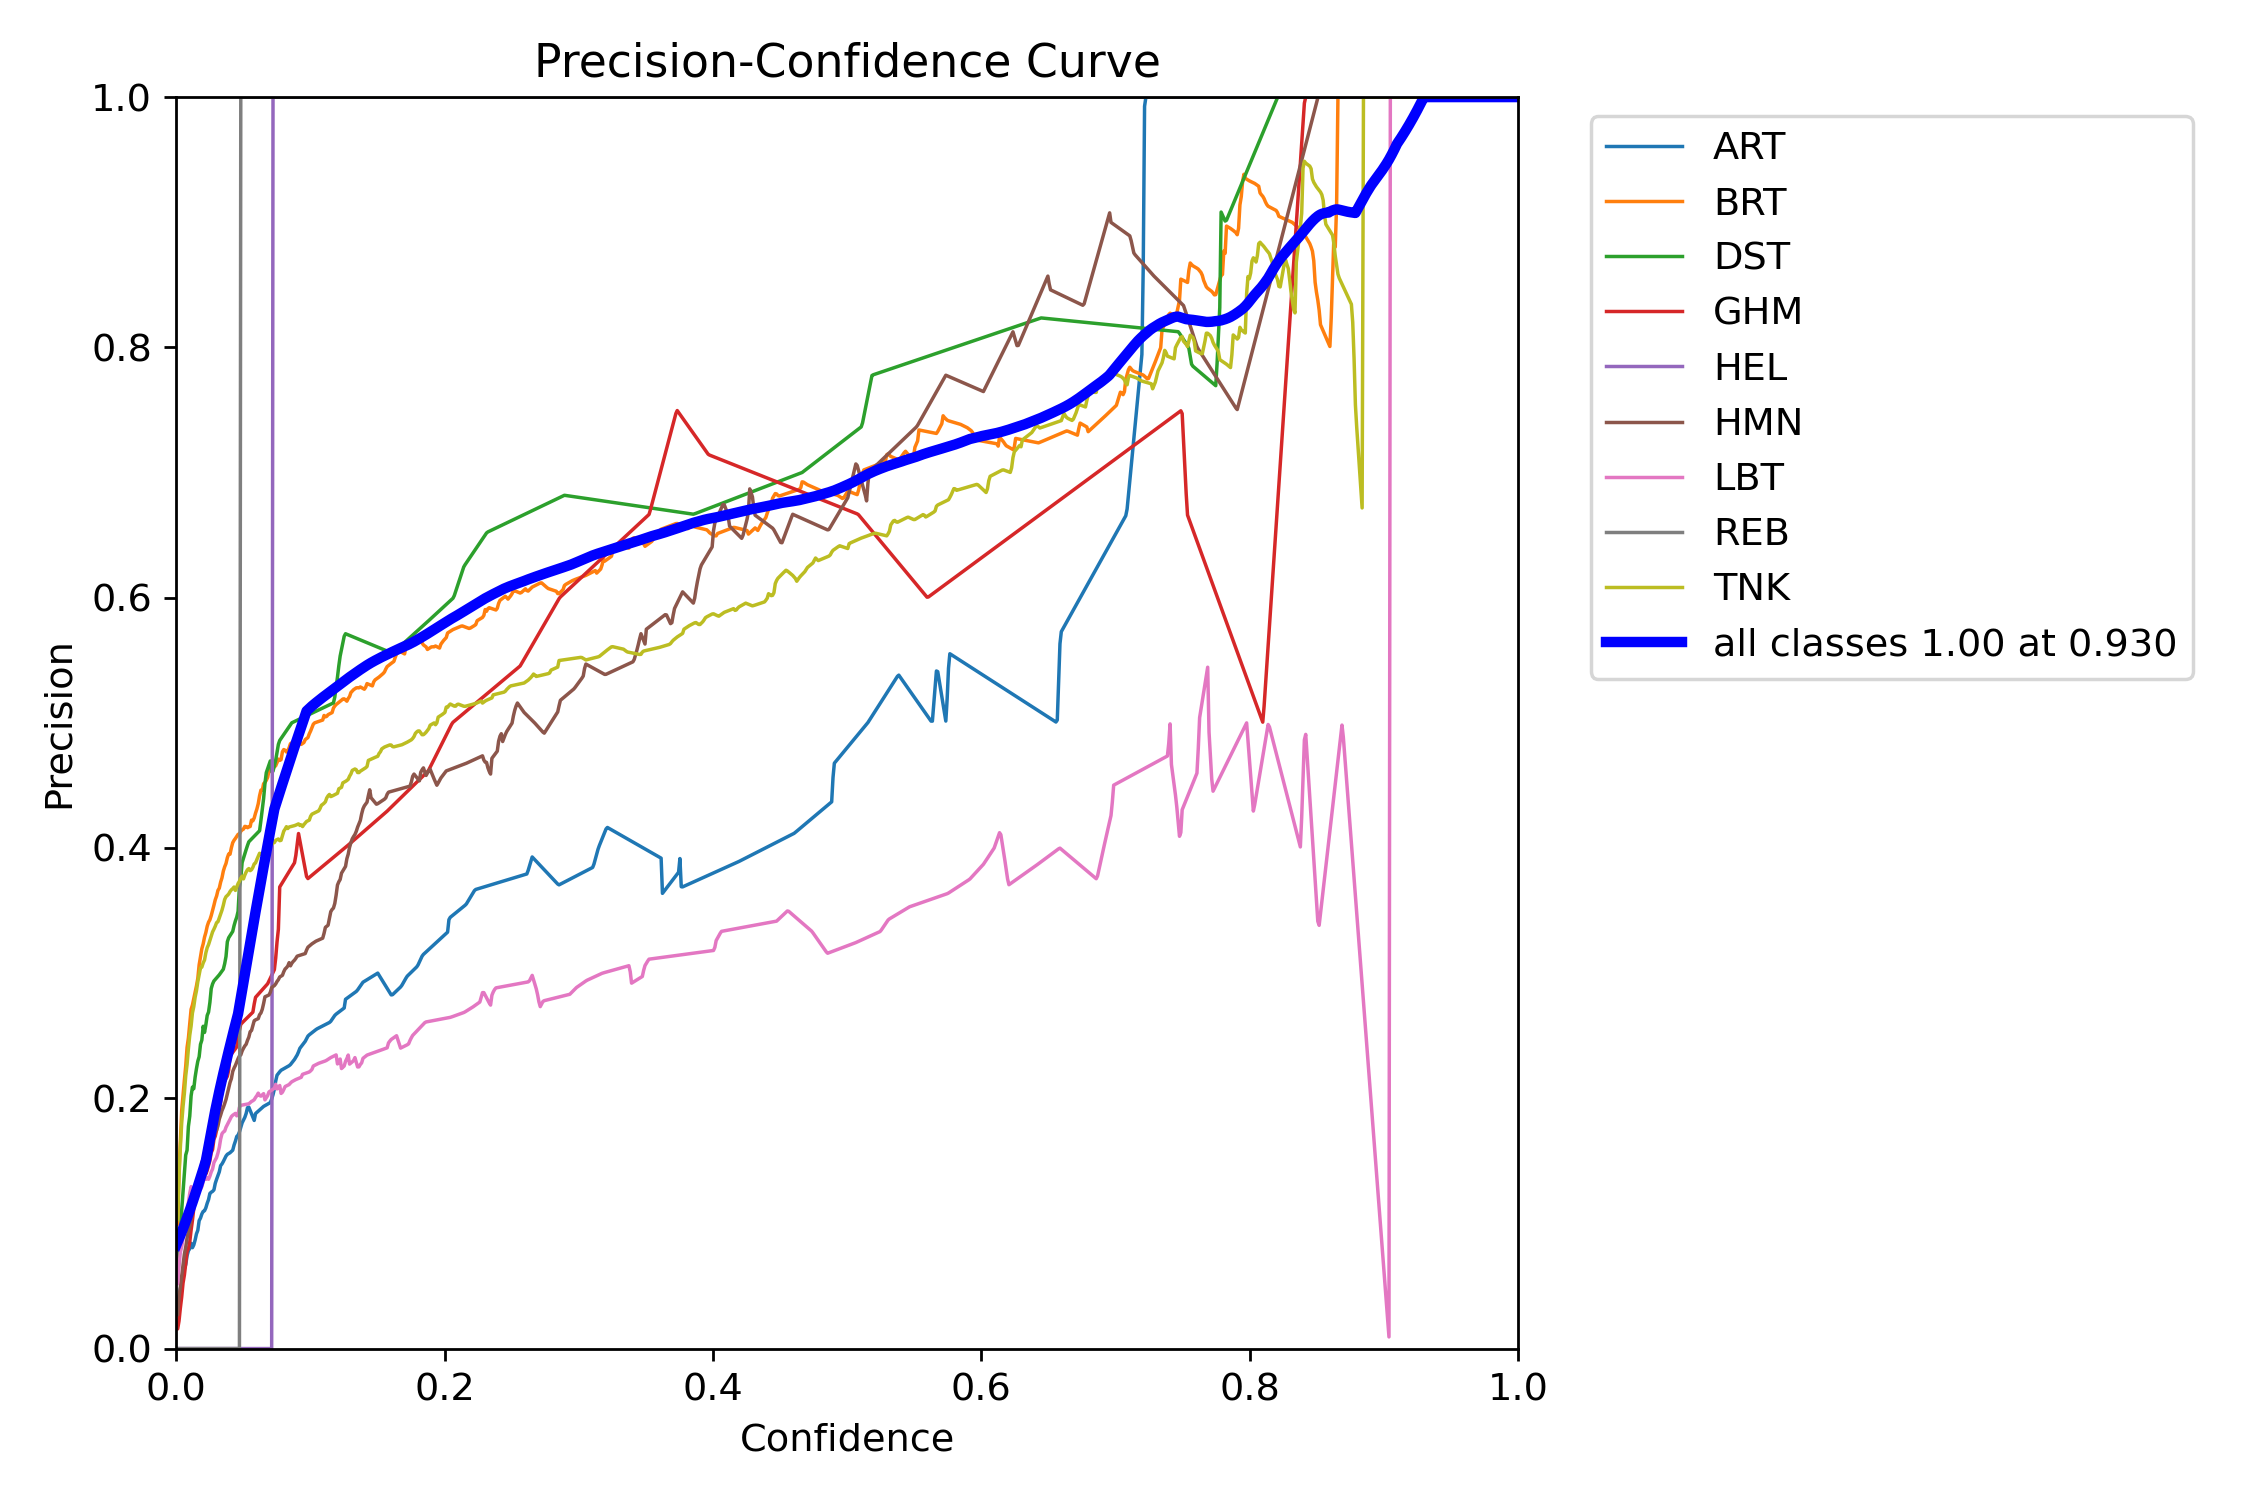 Precision-Confidence Curve
1.0
0.8
0.6
0.4
0.2
0.0
Precision
0.0 0.2 0.4 0.6 0.8 1.0
Confidence
ART
BRT
DST
GHM
HEL
HMN
LBT
REB
TNK
all classes 1.00 at 0.930